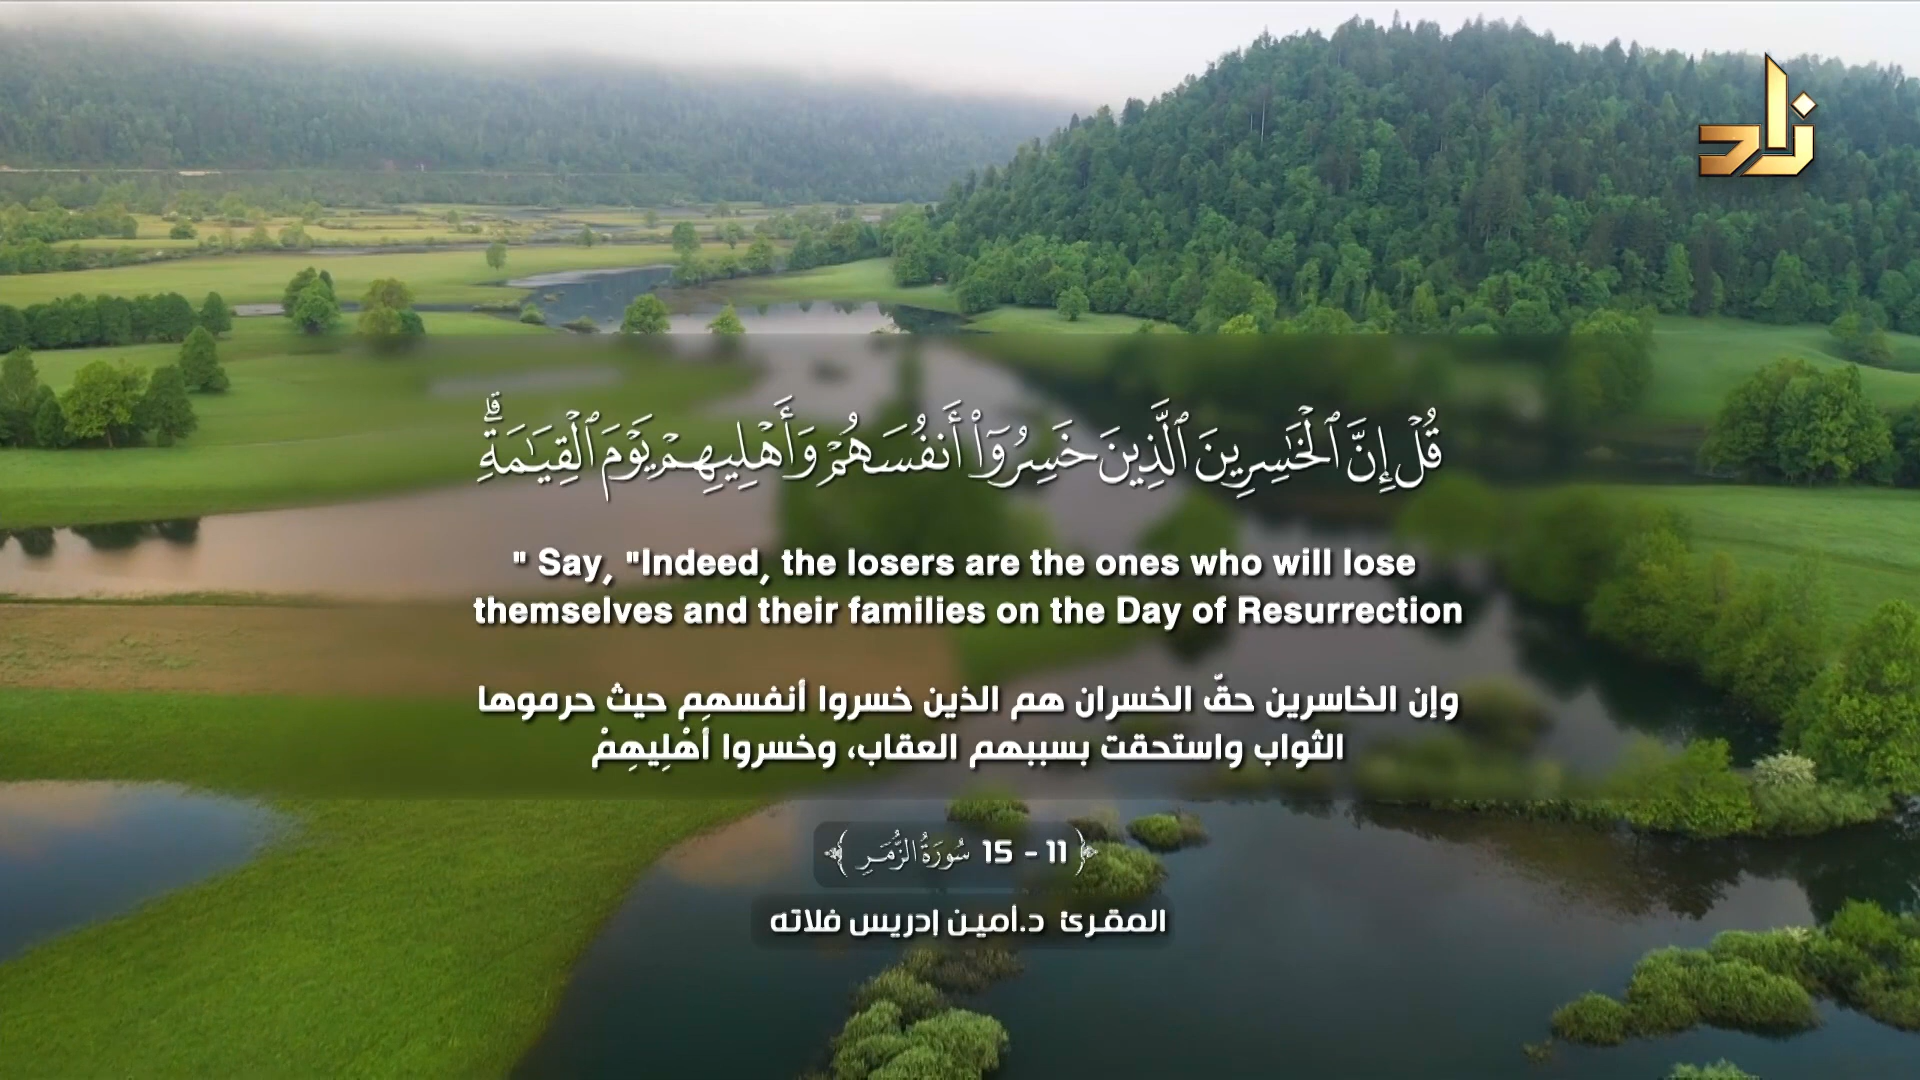 زاد
قُلْ إِنَّ ٱلْخَٰسِرِينَ ٱلَّذِينَ خَسِرُوٓا۟ أَنفُسَهُمْ وَأَهْلِيهِمْ يَوْمَ ٱلْقِيَٰمَةِ ۗ
" Say, "Indeed, the losers are the ones who will lose
themselves and their families on the Day of Resurrection
وإن الخاسرين حقّ الخسران هم الذين خسروا أنفسهم حيث حرموها
الثواب واستحقت بسببهم العقاب، وخسروا أَهْلِيهِمْ
﴿ 11 - 15 سُورَةُ الزُّمَرِ ﴾
المقرئ د.أمين إدريس فلاته